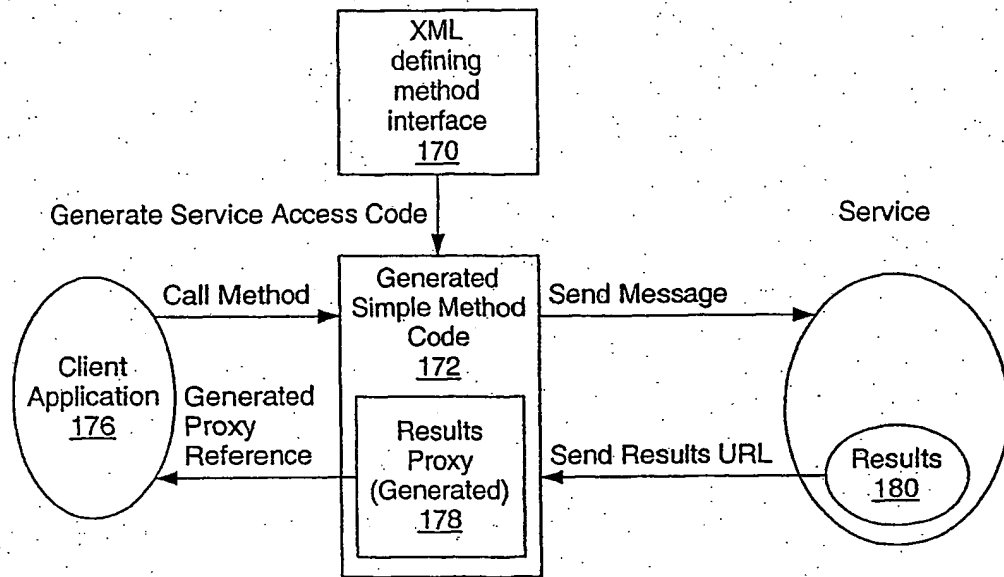 XML
defining
method
interface
170
Generate Service Access Code
Service
Generated
Simple Method
Code
172
Call Method
Send Message
Client
Application
176
Generated
Proxy
Reference
Results
Proxy
(Generated)
178
Send Results URL
Results
180